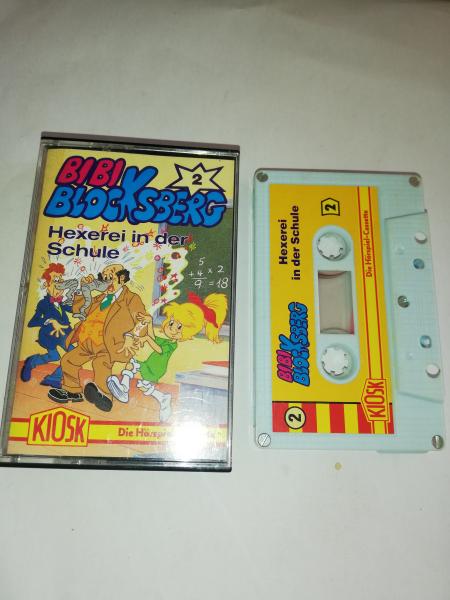 BIBI
BLOCKSBERG
2
Hexerei in der
Schule
5
+4 × 2
9 = 18
KIOSK
Die
Hexerei
in der Schule
2
BIBI
BLOCKSBERG
2
KIOSK
Die Hörspiel-Cassette